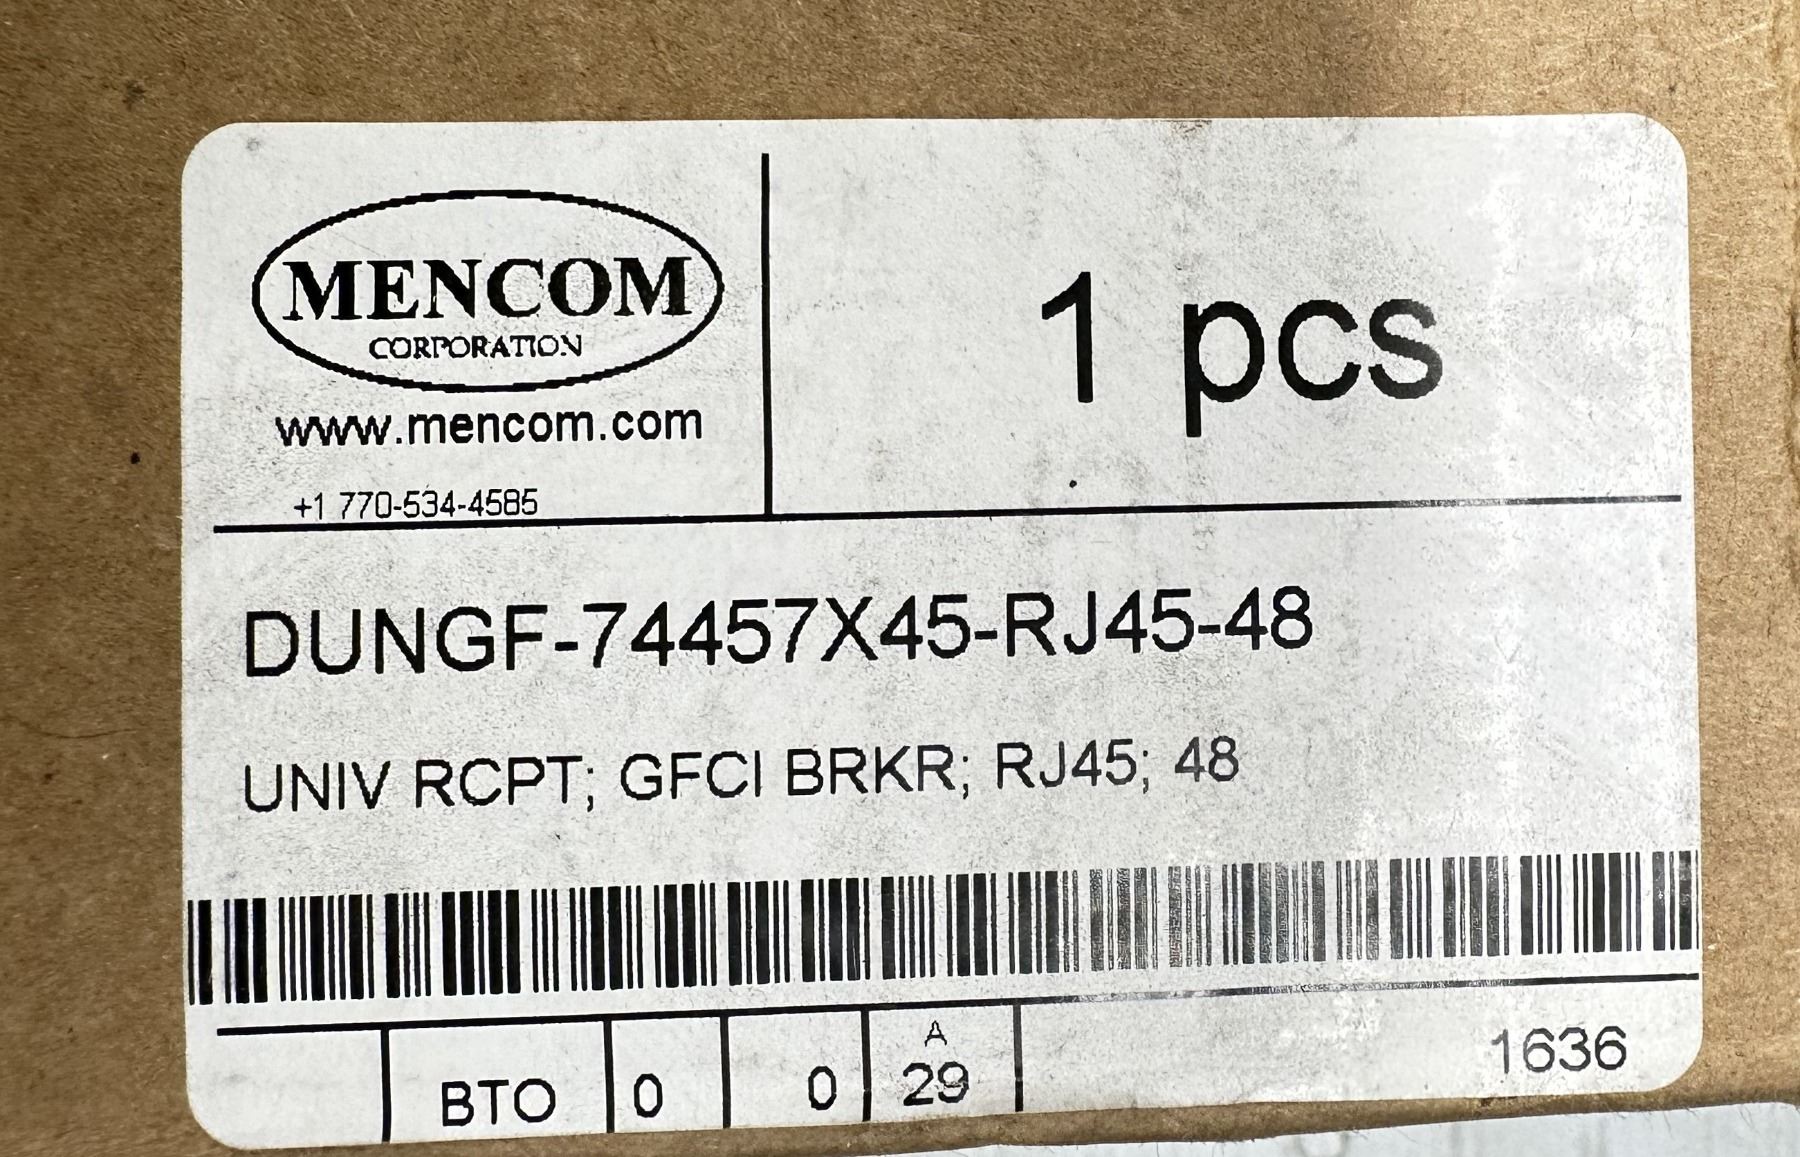 MENCOM
CORPORATION
www.mencom.com
+1 770-534-4585
1 pcs
DUNGF-74457X45-RJ45-48
UNIV RCPT; GFCI BRKR; RJ45; 48
BTO 0 0 A 29 1636